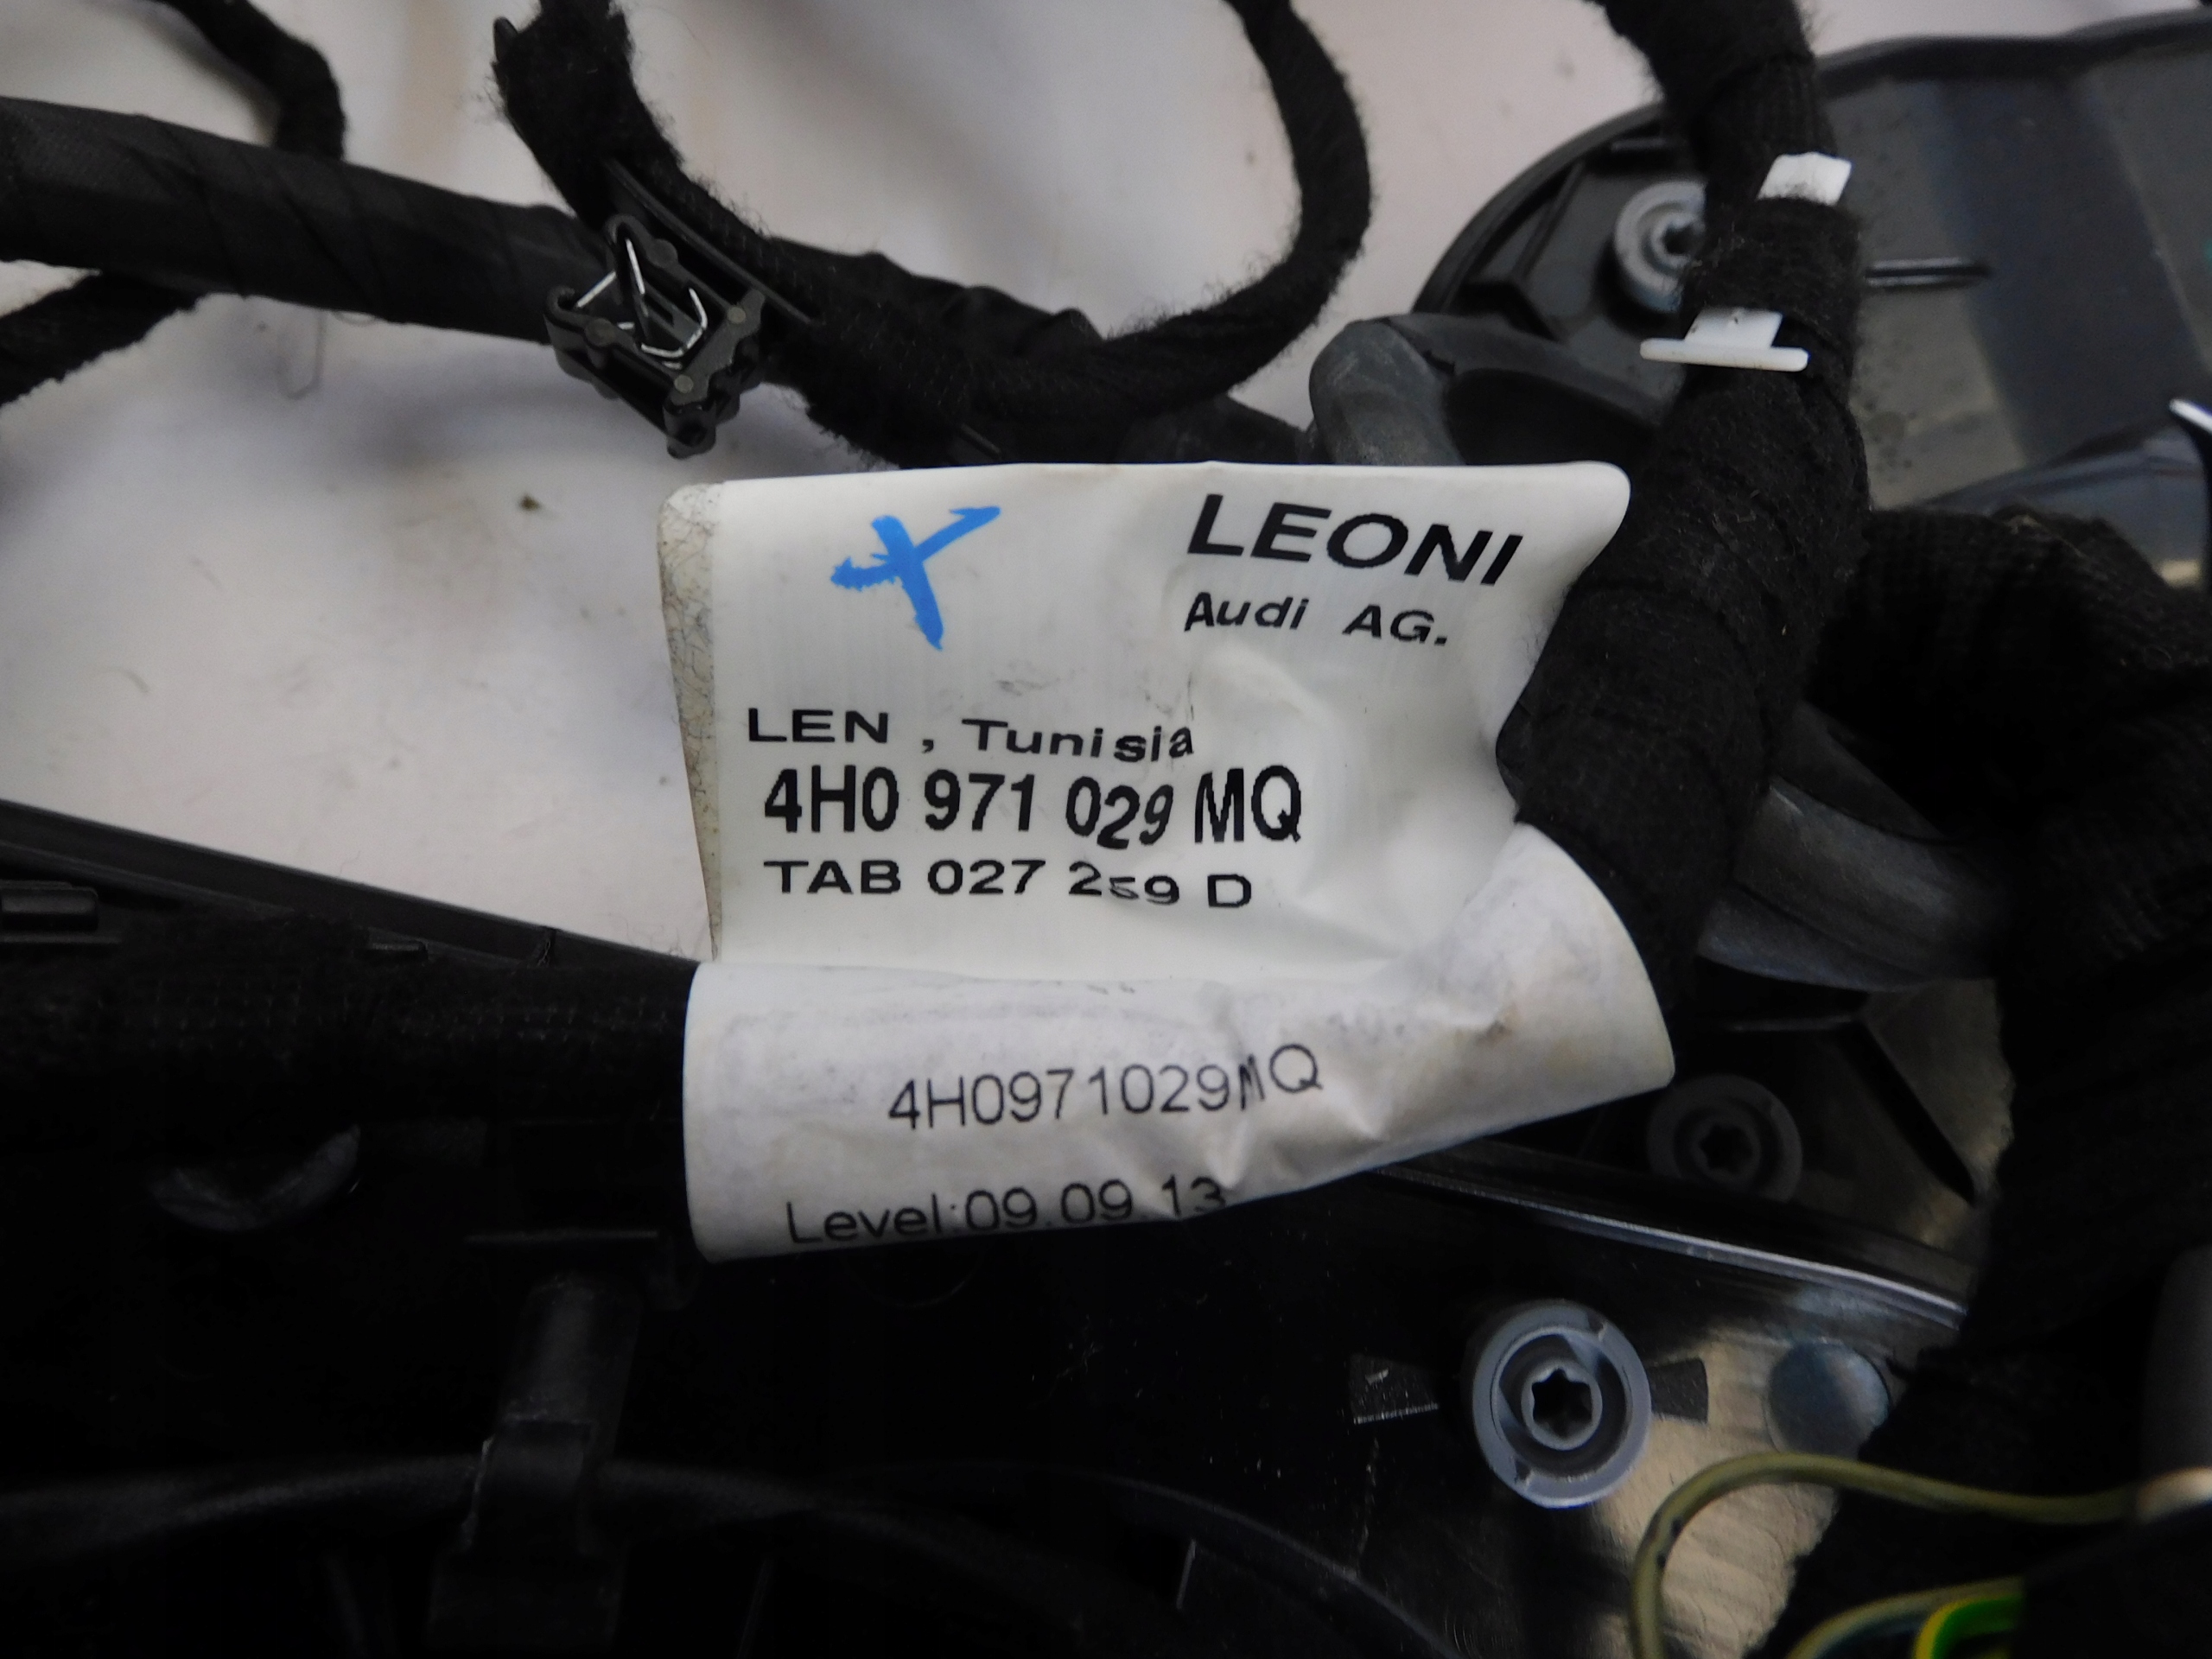 LEONI
Audi AG.
LEN , Tunisia
4H0 971 029 MQ
TAB 027 259 D
4H0971029MQ
Level:09.09.13